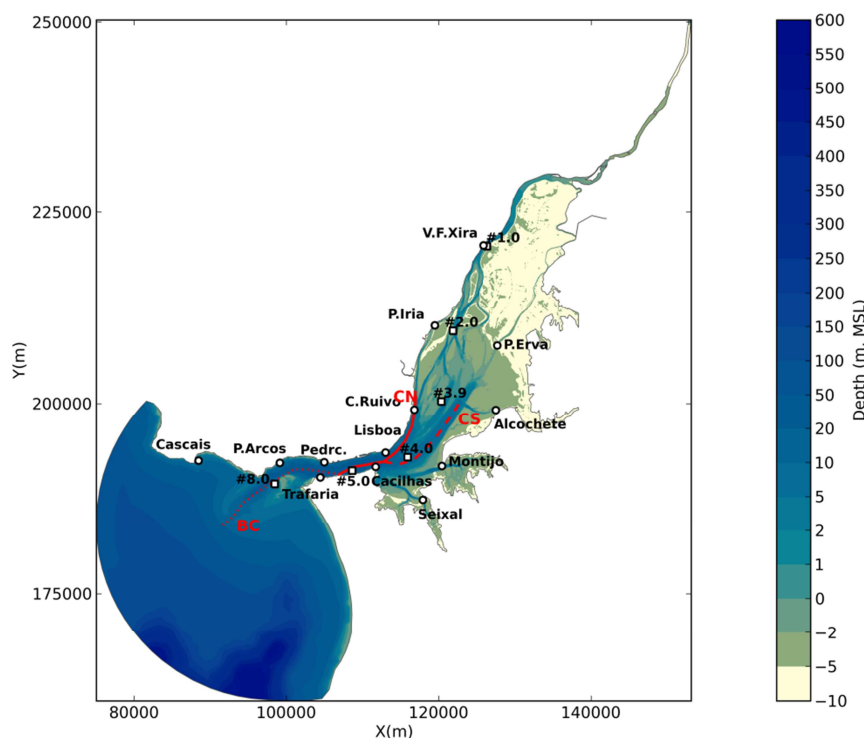 250000
225000
200000
175000
Y(m)
80000
100000
120000
140000
X(m)
V.F.Xira
#1.0
P.Iria
#2.0
P.Erva
#3.9
C.Ruivo
CN
CS
Alcochete
Lisboa
#4.0
Cascais
P.Arcos
Pedrc.
Montijo
#8.0
Trafaria
#5.0
Cacilhas
Seixal
BC
600
550
500
450
400
350
300
250
200
150
100
50
20
10
5
2
1
0
−2
−5
−10
Depth (m, MSL)